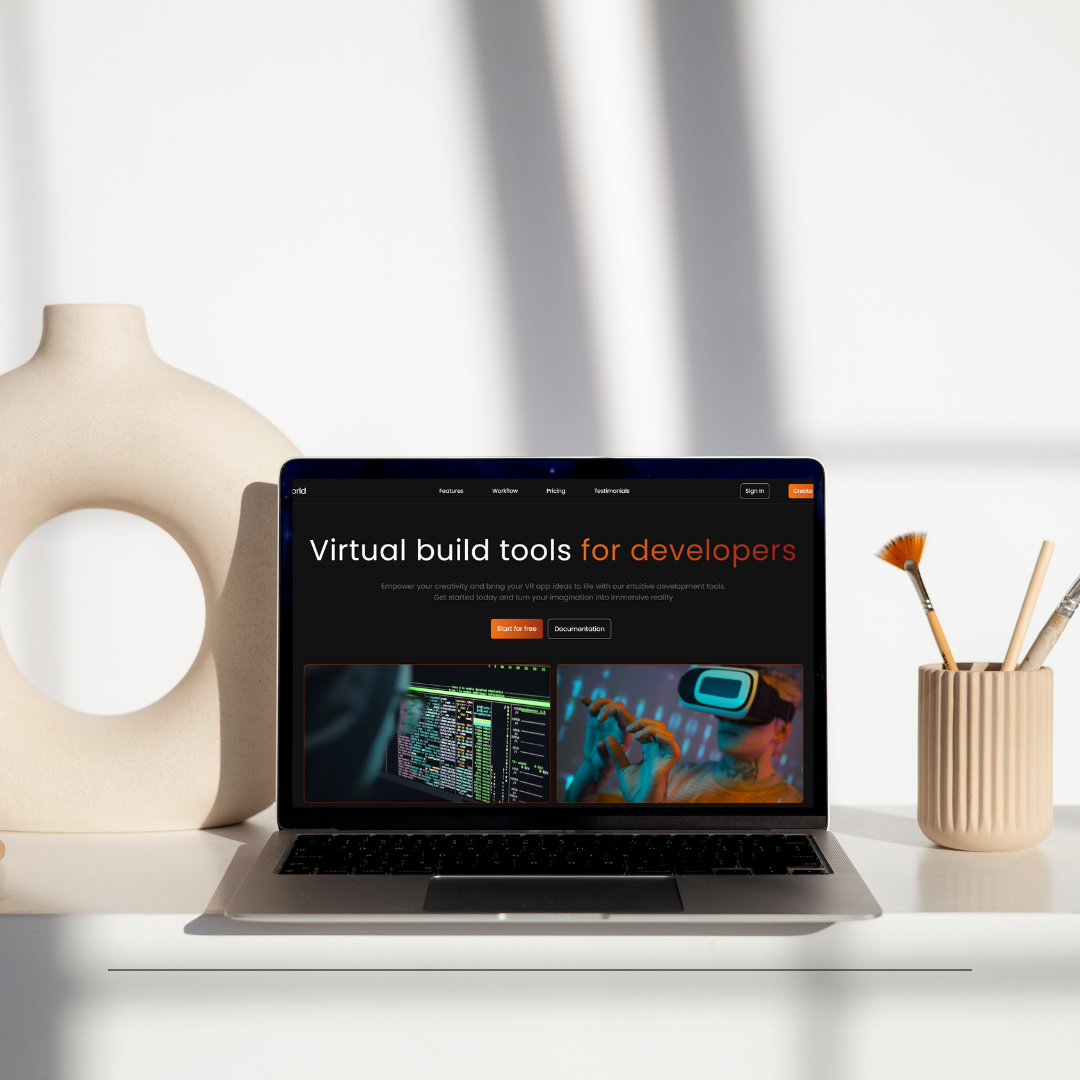 orld
Features Workflow Pricing Testimonials Sign In Create
Virtual build tools for developers
Empower your creativity and bring your VR app ideas to life with our intuitive development tools.
Get started today and turn your imagination into immersive reality
Start for free Documentation